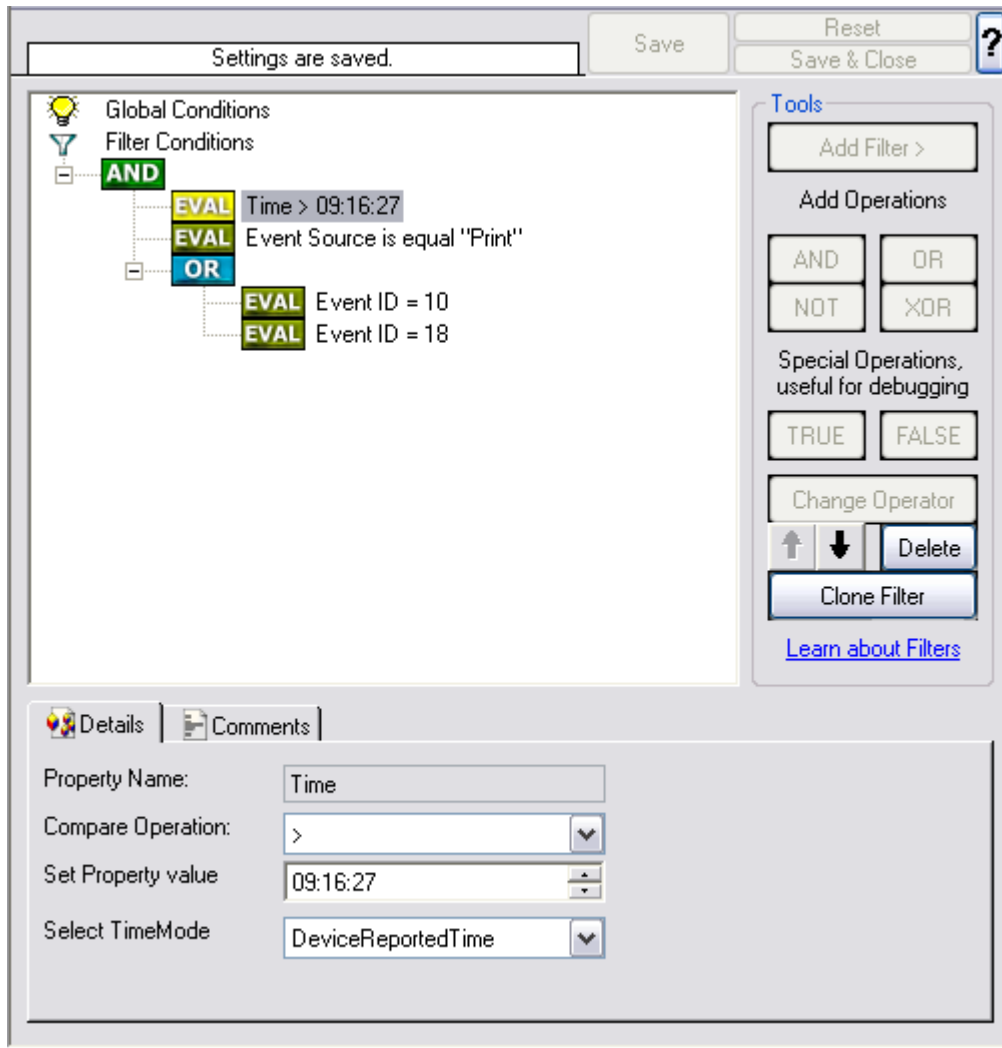 Settings are saved.
Save
Reset
Save & Close
?
Global Conditions
Filter Conditions
AND
EVAL Time > 09:16:27
EVAL Event Source is equal "Print"
OR
EVAL Event ID = 10
EVAL Event ID = 18
Tools
Add Filter >
Add Operations
AND OR
NOT XOR
Special Operations,
useful for debugging
TRUE FALSE
Change Operator
Delete
Clone Filter
Learn about Filters
Details Comments
Property Name: Time
Compare Operation: >
Set Property value 09:16:27
Select TimeMode DeviceReportedTime